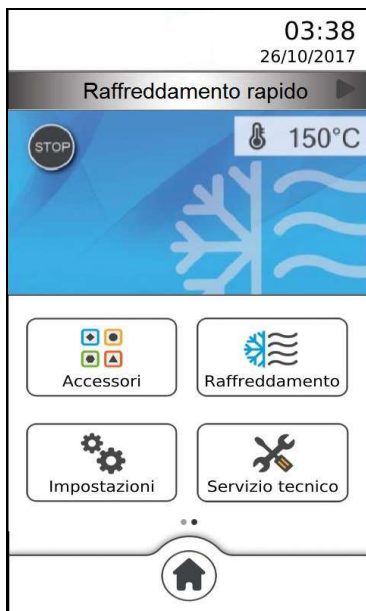 03:38
26/10/2017
Raffreddamento rapido
STOP
150°C
Accessori
Raffreddamento
Impostazioni
Servizio tecnico